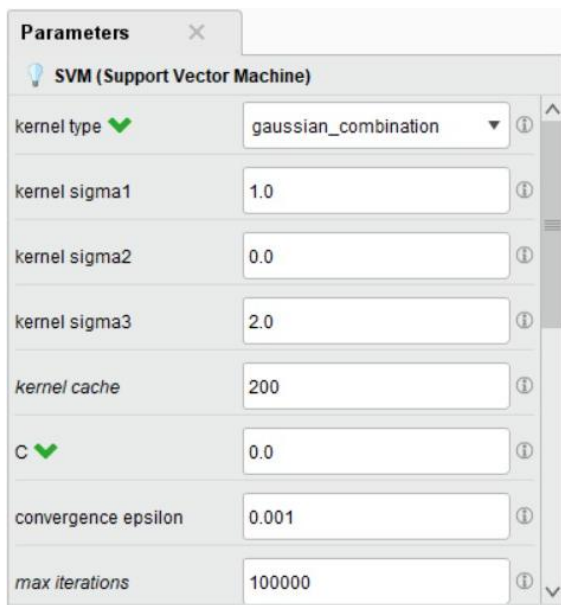 Parameters
SVM (Support Vector Machine)
kernel type gaussian_combination
kernel sigma1 1.0
kernel sigma2 0.0
kernel sigma3 2.0
kernel cache 200
C 0.0
convergence epsilon 0.001
max iterations 100000